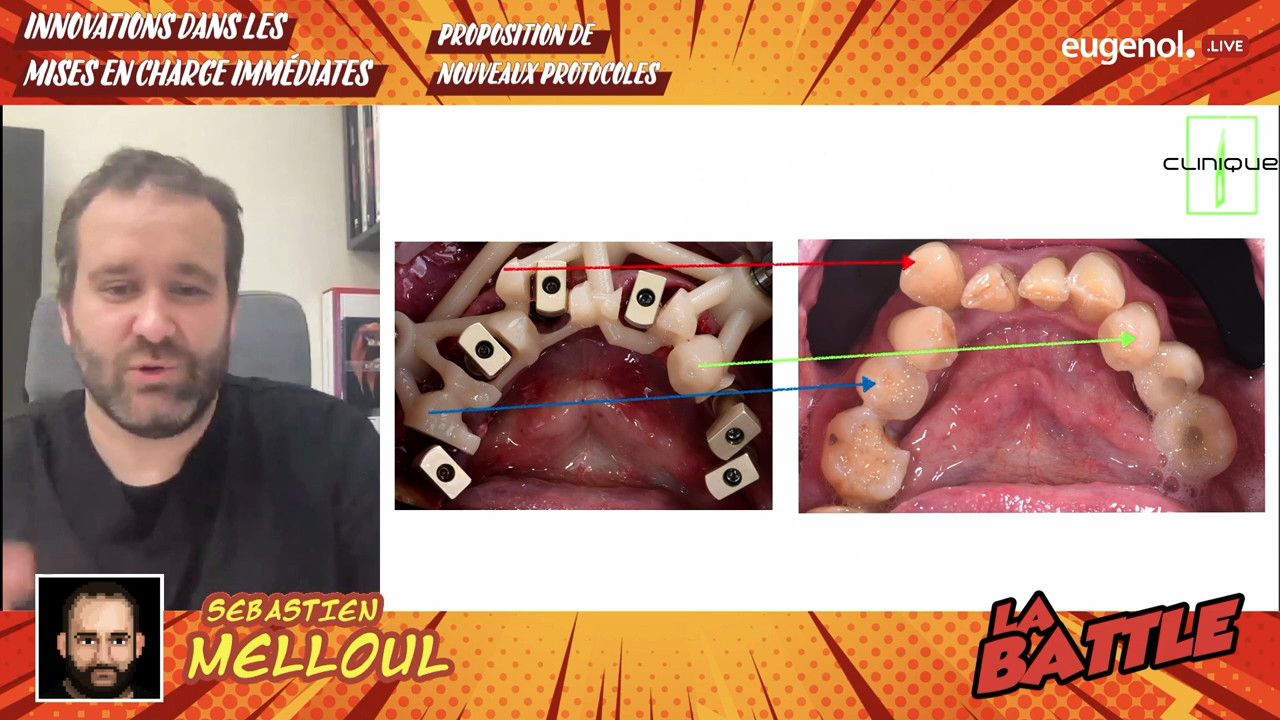 INNOVATIONS DANS LES
MISES EN CHARGE IMMÉDIATES
PROPOSITION DE
NOUVEAUX PROTOCOLES
eugenol. .LIVE
CLINIQUE
SEBASTIEN
MELLOUL
LA
BATTLE